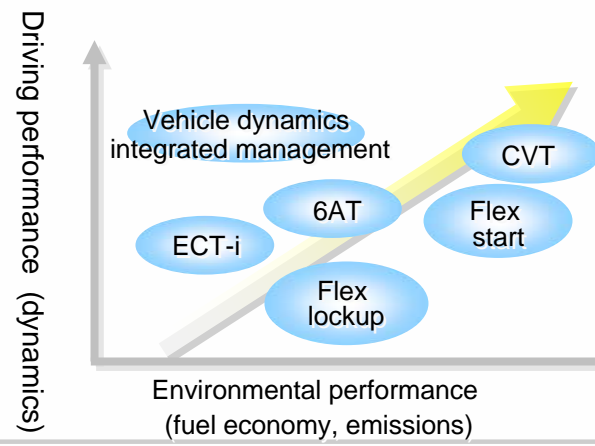 Driving performance (dynamics)
Vehicle dynamics
integrated management
CVT
6AT
Flex
start
ECT-i
Flex
lockup
Environmental performance
(fuel economy, emissions)